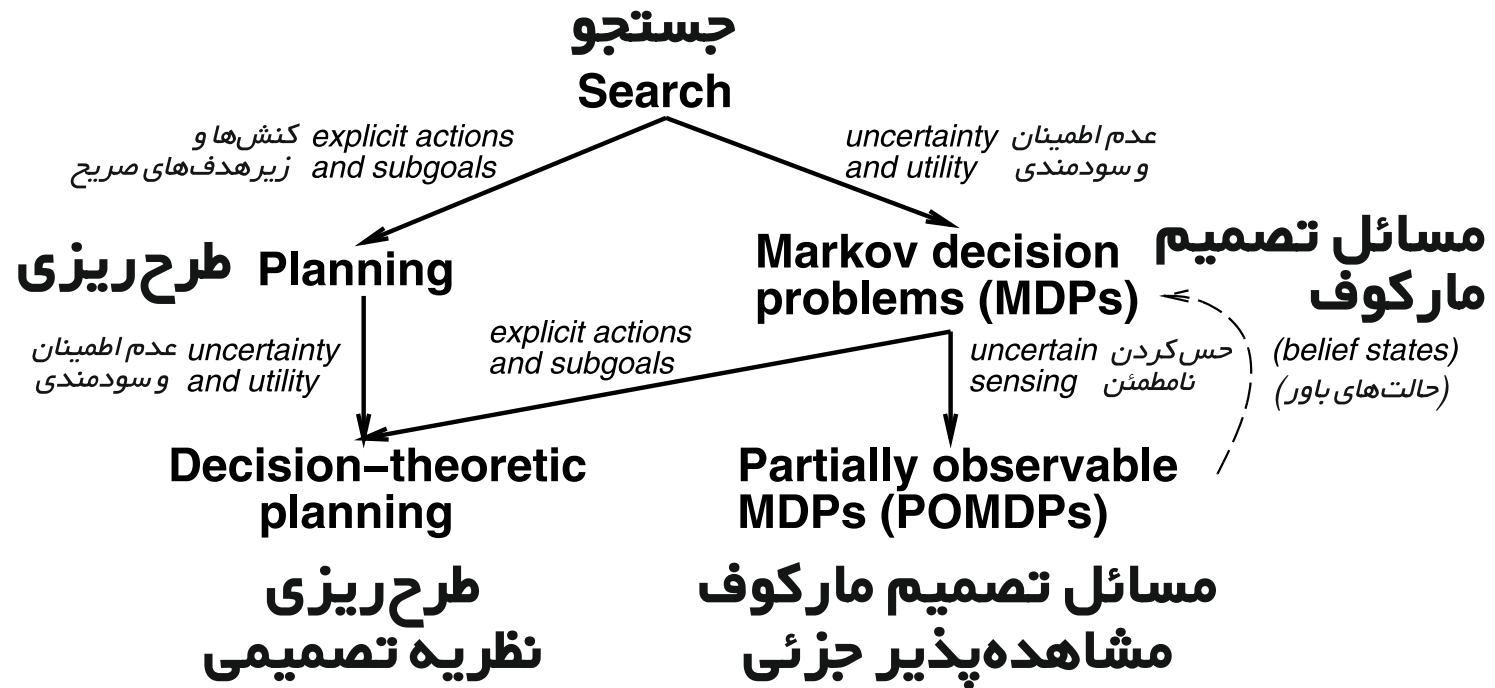 جستجو
Search
کنش‌ها و explicit actions
زیرهدف‌های صریح and subgoals
uncertainty عدم اطمینان
and utility و سودمندی
طرح‌ریزی Planning
Markov decision مسائل تصمیم
problems (MDPs) مارکوف
عدم اطمینان uncertainty
و سودمندی and utility
explicit actions
and subgoals
uncertain حس‌کردن
sensing نامطمئن
(belief states)
(حالت‌های باور)
Decision–theoretic
planning
Partially observable
MDPs (POMDPs)
طرح‌ریزی
نظریه تصمیمی
مسائل تصمیم مارکوف
مشاهده‌پذیر جزئی